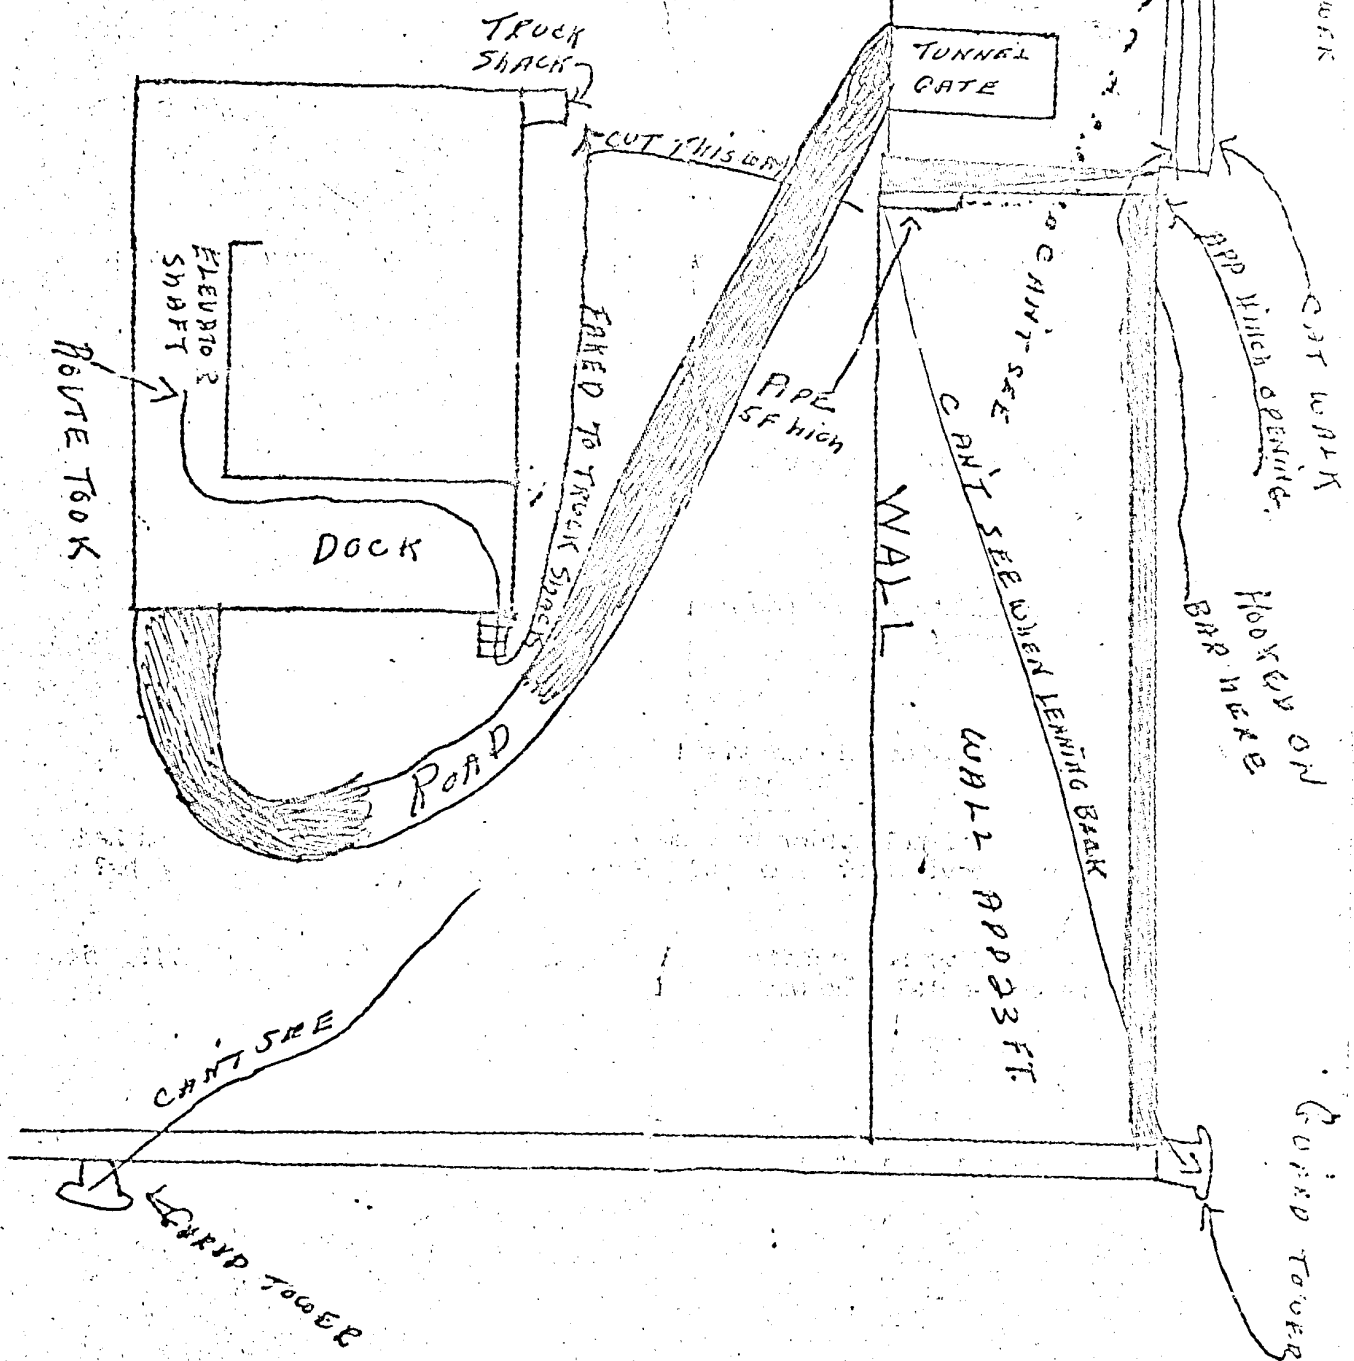 TRUCK
SHACK
TUNNEL
GATE
CUT THIS WAY
CAT WALK
APP
OPENING.
CAN'T SEE
ELEVATOR
SHAFT
FAKED TO TRUCK SHACK
PIPE
5F HIGH
ROUTE TOOK
DOCK
WALL
CAN'T SEE WHEN LEANING BAAK
HOOKED ON
BAR HERE
ROAD
WALL APP 23 FT.
CAN'T SEE
GUARD TOWER
GUARD TOWER